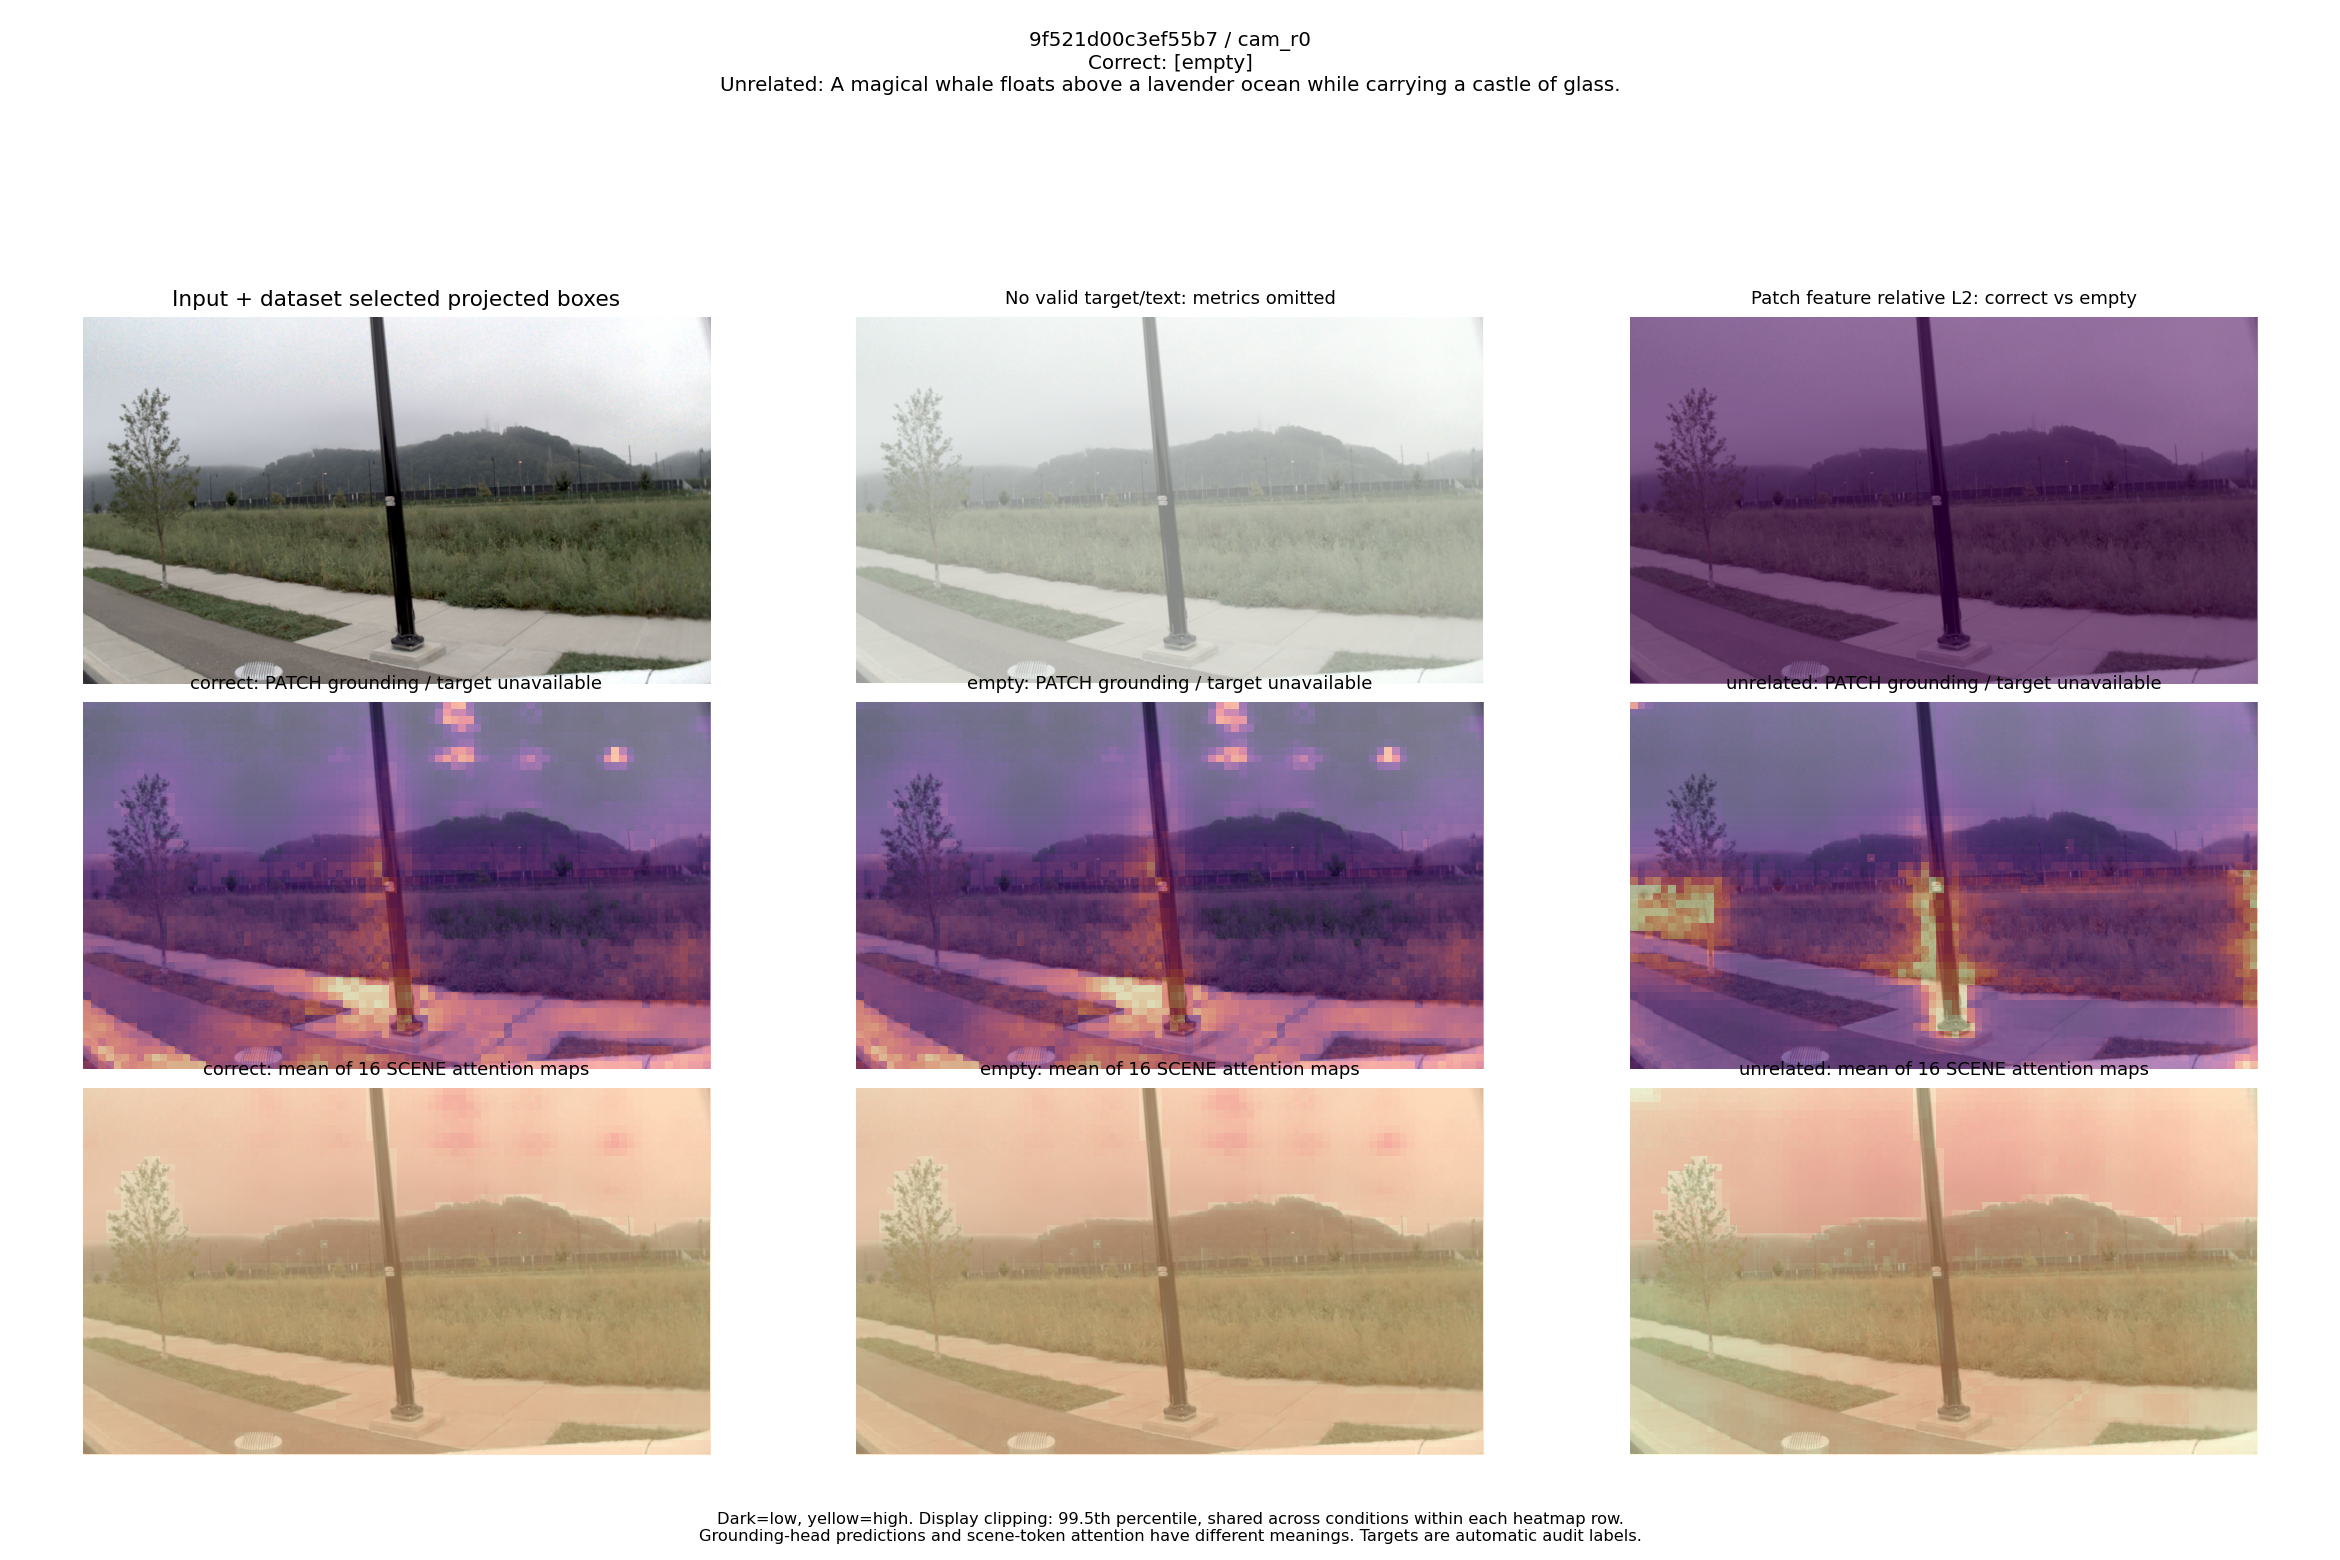 9f521d00c3ef55b7 / cam_r0
Correct: [empty]
Unrelated: A magical whale floats above a lavender ocean while carrying a castle of glass.
Input + dataset selected projected boxes
No valid target/text: metrics omitted
Patch feature relative L2: correct vs empty
correct: PATCH grounding / target unavailable
empty: PATCH grounding / target unavailable
unrelated: PATCH grounding / target unavailable
correct: mean of 16 SCENE attention maps
empty: mean of 16 SCENE attention maps
unrelated: mean of 16 SCENE attention maps
Dark=low, yellow=high. Display clipping: 99.5th percentile, shared across conditions within each heatmap row.
Grounding-head predictions and scene-token attention have different meanings. Targets are automatic audit labels.